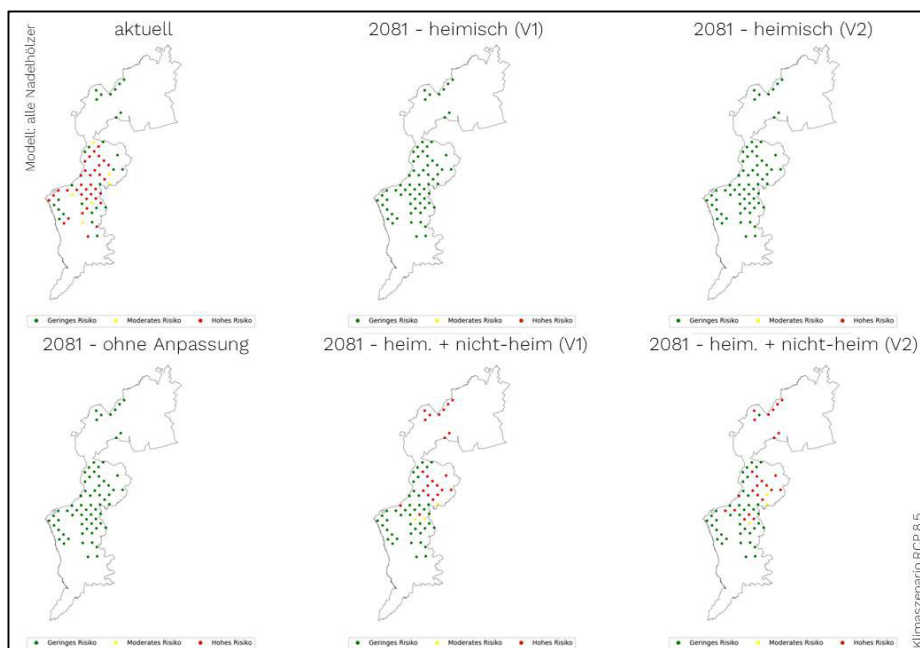 Modell: alle Nadelhölzer
aktuell
2081 - heimisch (V1)
2081 - heimisch (V2)
Geringes Risiko Moderates Risiko Hohes Risiko
Geringes Risiko Moderates Risiko Hohes Risiko
Geringes Risiko Moderates Risiko Hohes Risiko
2081 - ohne Anpassung
2081 - heim. + nicht-heim (V1)
2081 - heim. + nicht-heim (V2)
Geringes Risiko Moderates Risiko Hohes Risiko
Geringes Risiko Moderates Risiko Hohes Risiko
Geringes Risiko Moderates Risiko Hohes Risiko
Klimaszenario RCP 8.5